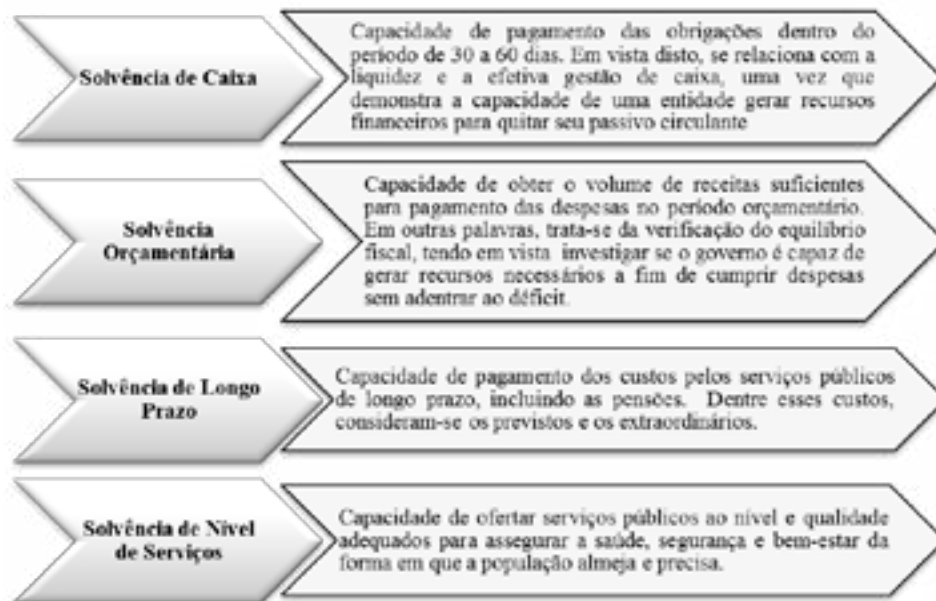 Solvência de Caixa
Capacidade de pagamento das obrigações dentro do
período de 30 a 60 dias. Em vista disto, se relaciona com a
liquidez e a efetiva gestão de caixa, uma vez que
demonstra a capacidade de uma entidade gerar recursos
financeiros para quitar seu passivo circulante
Solvência
Orçamentária
Capacidade de obter o volume de receitas suficientes
para pagamento das despesas no período orçamentário.
Em outras palavras, trata-se da verificação do equilíbrio
fiscal, tendo em vista investigar se o governo é capaz de
gerar recursos necessários a fim de cumprir despesas
sem adentrar ao déficit.
Solvência de Longo
Prazo
Capacidade de pagamento dos custos pelos serviços públicos
de longo prazo, incluindo as pensões. Dentre esses custos,
consideram-se os previstos e os extraordinários.
Solvência de Nível
de Serviços
Capacidade de ofertar serviços públicos ao nível e qualidade
adequados para assegurar a saúde, segurança e bem-estar da
forma em que a população almeja e precisa.